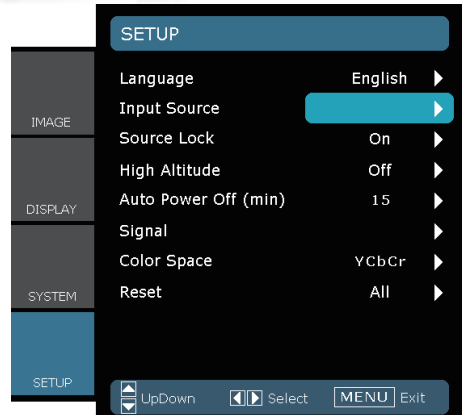 SETUP
Language English
Input Source
Source Lock On
High Altitude Off
Auto Power Off (min) 15
Signal
Color Space YCbCr
Reset All
IMAGE
DISPLAY
SYSTEM
SETUP
UpDown Select MENU Exit